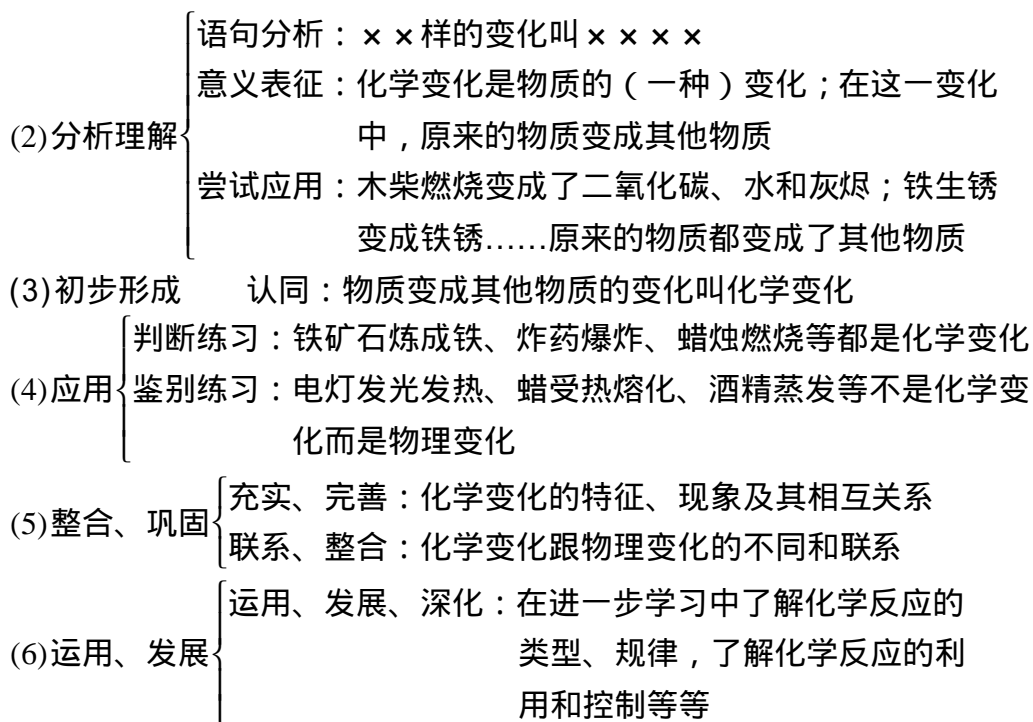 语句分析：××样的变化叫××××
意义表征：化学变化是物质的（一种）变化；在这一变化
中，原来的物质变成其他物质
(2)分析理解
尝试应用：木柴燃烧变成了二氧化碳、水和灰烬；铁生锈
变成铁锈……原来的物质都变成了其他物质
(3)初步形成 认同：物质变成其他物质的变化叫化学变化
判断练习：铁矿石炼成铁、炸药爆炸、蜡烛燃烧等都是化学变化
(4)应用 鉴别练习：电灯发光发热、蜡受热熔化、酒精蒸发等不是化学变
化而是物理变化
充实、完善：化学变化的特征、现象及其相互关系
(5)整合、巩固
联系、整合：化学变化跟物理变化的不同和联系
运用、发展、深化：在进一步学习中了解化学反应的
(6)运用、发展 类型、规律，了解化学反应的利
用和控制等等